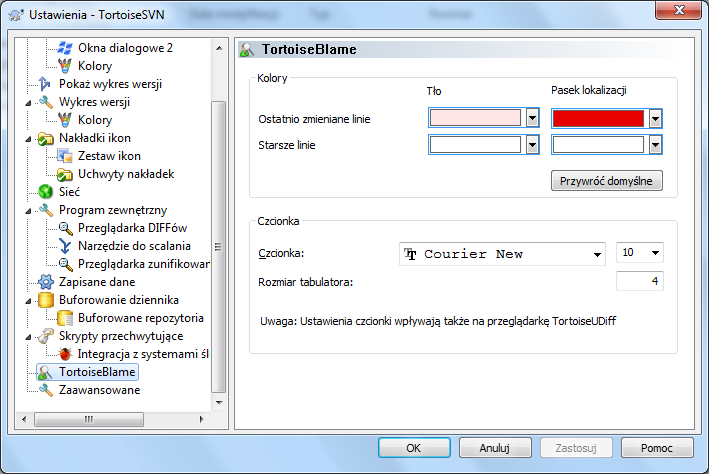 Ustawienia - TortoiseSVN
Okna dialogowe 2
Kolory
Pokaż wykres wersji
Wykres wersji
Kolory
Nakładki ikon
Zestaw ikon
Uchwyty nakładek
Sieć
Program zewnętrzny
Przeglądarka DIFFów
Narzędzie do scalania
Przeglądarka zunifikowan
Zapisane dane
Buforowanie dziennika
Buforowane repozytoria
Skrypty przechwytujące
Integracja z systemami śl
TortoiseBlame
Zaawansowane
TortoiseBlame
Kolory
Tło Pasek lokalizacji
Ostatnio zmieniane linie
Starsze linie
Przywróć domyślne
Czcionka
Czcionka: Courier New 10
Rozmiar tabulatora: 4
Uwaga: Ustawienia czcionki wpływają także na przeglądarkę TortoiseUDiff
OK Anuluj Zastosuj Pomoc